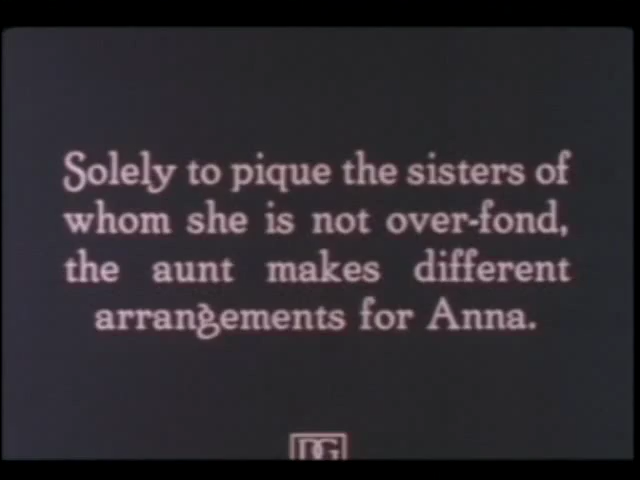 Solely to pique the sisters of
whom she is not over-fond,
the aunt makes different
arrangements for Anna.
DG